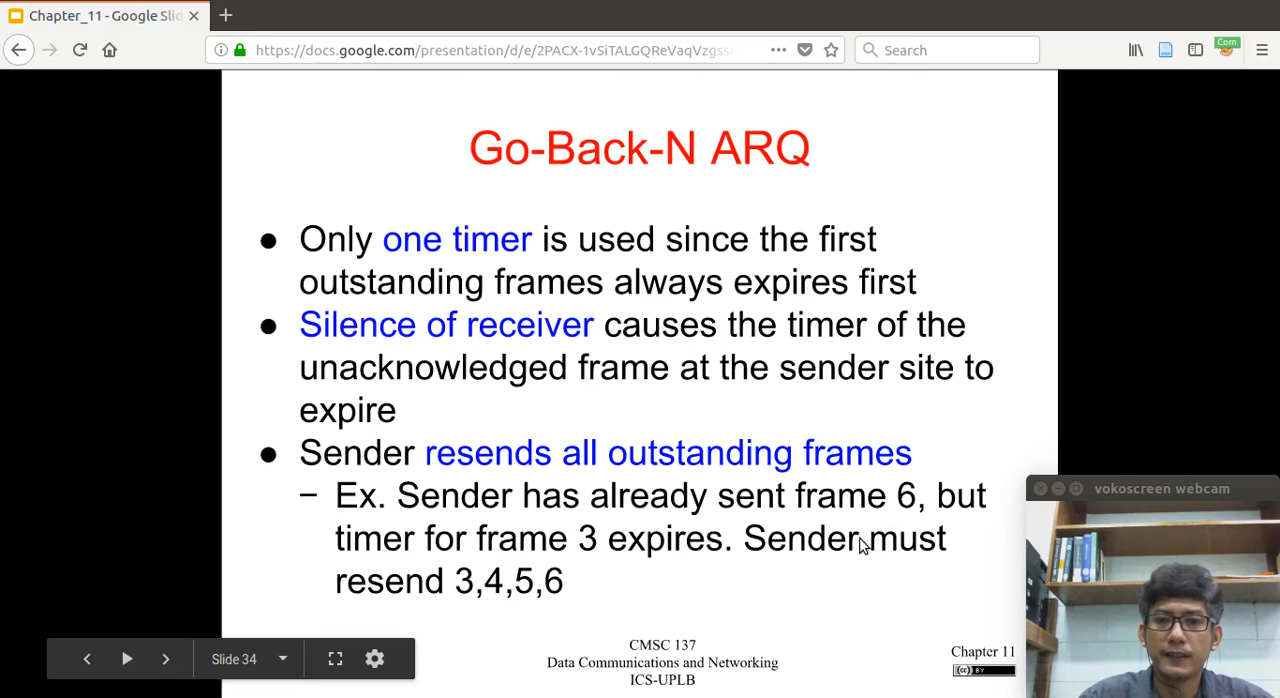 Chapter_11 - Google Slid
https://docs.google.com/presentation/d/e/2PACX-1vSiTALGQReVaqVzgss
Search
Com
Go-Back-N ARQ
● Only one timer is used since the first
outstanding frames always expires first
● Silence of receiver causes the timer of the
unacknowledged frame at the sender site to
expire
● Sender resends all outstanding frames
– Ex. Sender has already sent frame 6, but
timer for frame 3 expires. Sender must
resend 3,4,5,6
vokoscreen webcam
Slide 34
CMSC 137
Data Communications and Networking
ICS-UPLB
Chapter 11
(cc) BY